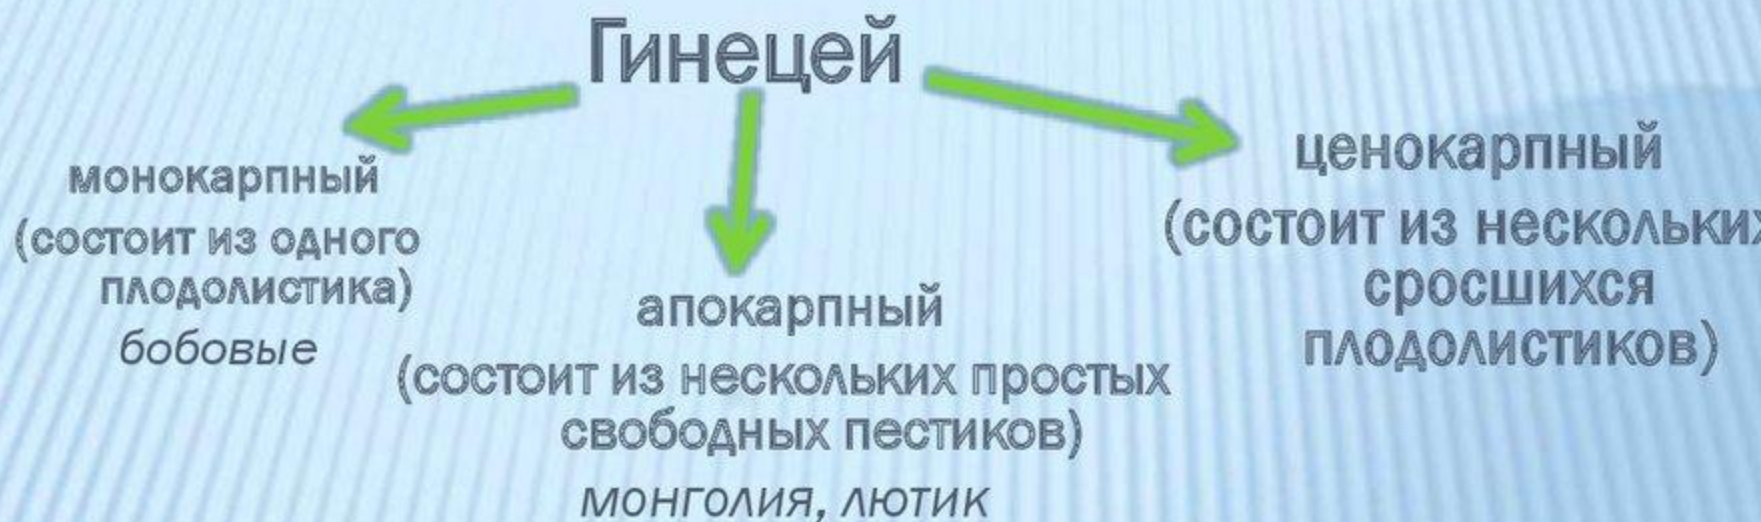 Гинецей
монокарпный
(состоит из одного
плодолистика)
бобовые
апокарпный
(состоит из нескольких простых
свободных пестиков)
монголия, лютик
ценокарпный
(состоит из нескольких
сросшихся
плодолистиков)